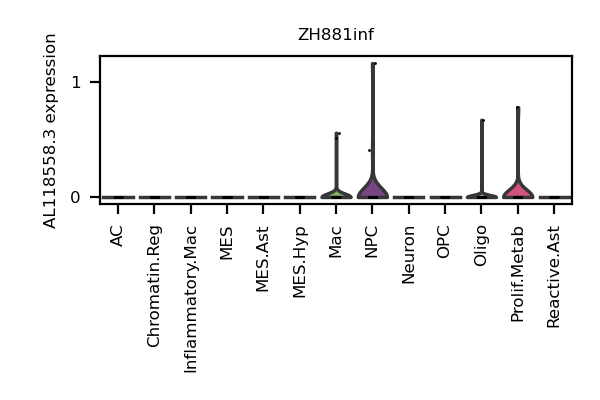 ZH881inf
AL118558.3 expression
1
0
AC
Chromatin.Reg
Inflammatory.Mac
MES
MES.Ast
MES.Hyp
Mac
NPC
Neuron
OPC
Oligo
Prolif.Metab
Reactive.Ast